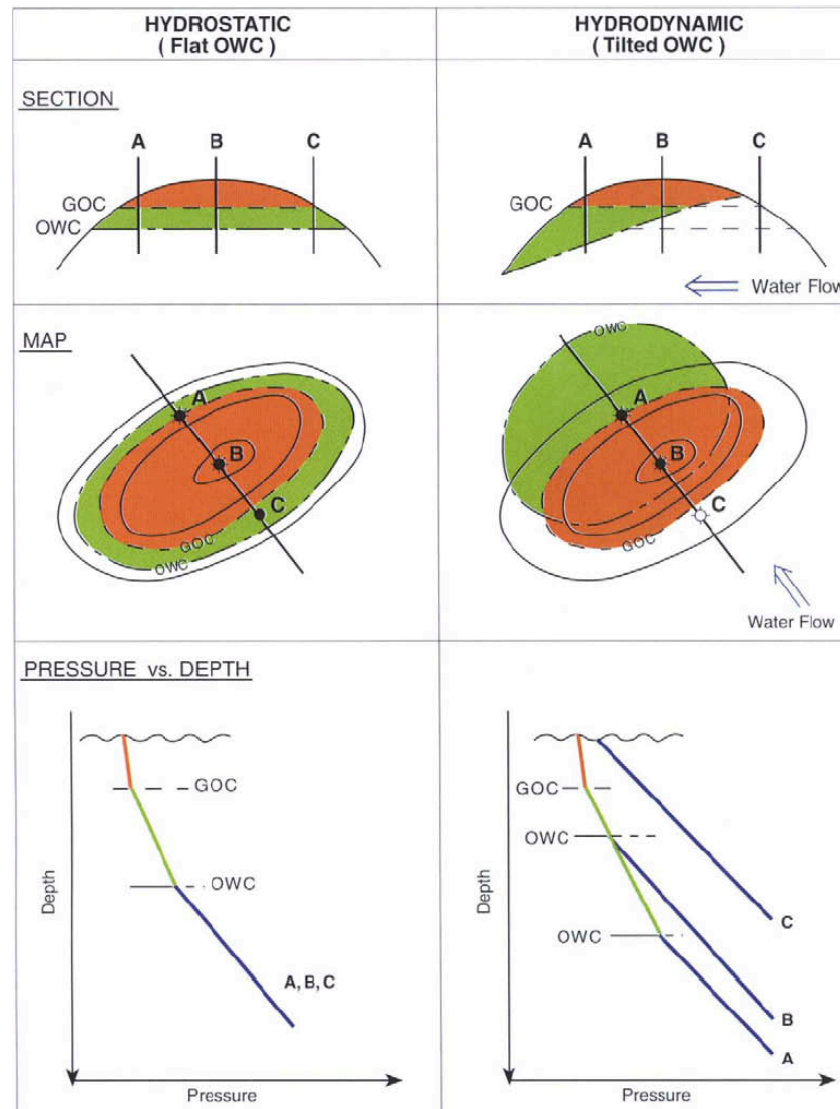 HYDROSTATIC
( Flat OWC )
HYDRODYNAMIC
(Tilted OWC)
SECTION
A B C
GOC
OWC
A B C
GOC
Water Flow
MAP
A
B
C
GOC
OWC
OWC
A
B
C
GOC
Water Flow
PRESSURE vs. DEPTH
GOC
OWC
A, B, C
Depth
Pressure
GOC
OWC
OWC
C
B
A
Depth
Pressure